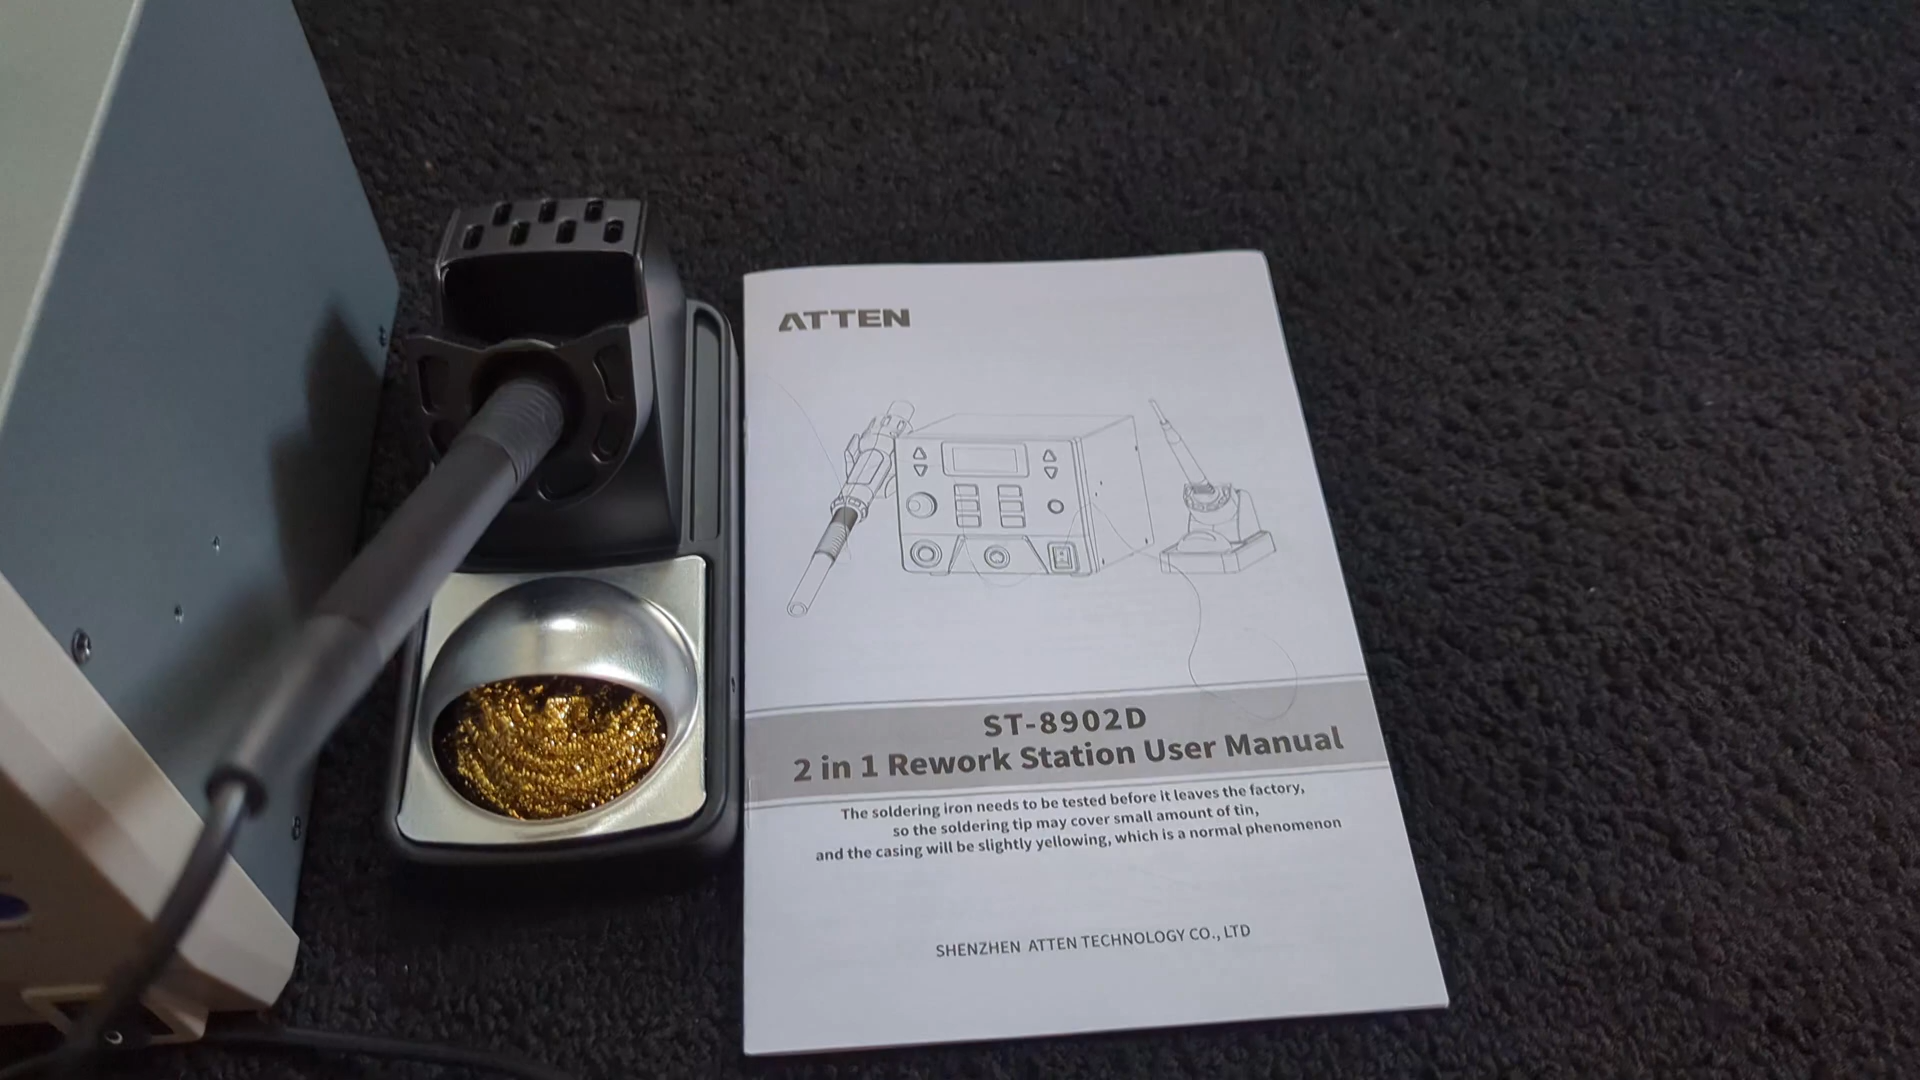 ATTEN
ST-8902D
2 in 1 Rework Station User Manual
The soldering iron needs to be tested before it leaves the factory,
so the soldering tip may cover small amount of tin,
and the casing will be slightly yellowing, which is a normal phenomenon
SHENZHEN ATTEN TECHNOLOGY CO., LTD